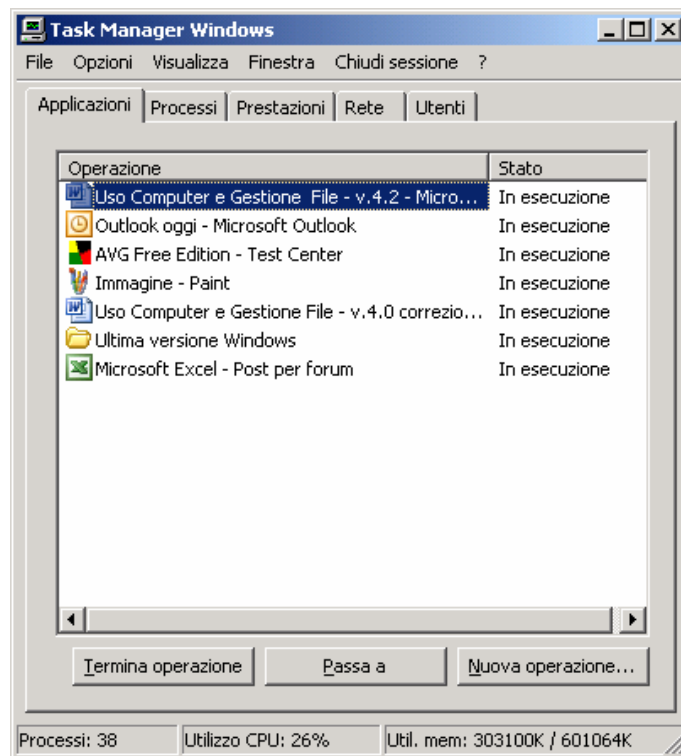 Task Manager Windows
File Opzioni Visualizza Finestra Chiudi sessione ?
Applicazioni Processi Prestazioni Rete Utenti
Operazione Stato
Uso Computer e Gestione  File - v.4.2 - Micro... In esecuzione
Outlook oggi - Microsoft Outlook In esecuzione
AVG Free Edition - Test Center In esecuzione
Immagine - Paint In esecuzione
Uso Computer e Gestione File - v.4.0 correzio... In esecuzione
Ultima versione Windows In esecuzione
Microsoft Excel - Post per forum In esecuzione
Termina operazione Passa a Nuova operazione...
Processi: 38 Utilizzo CPU: 26% Util. mem: 303100K / 601064K